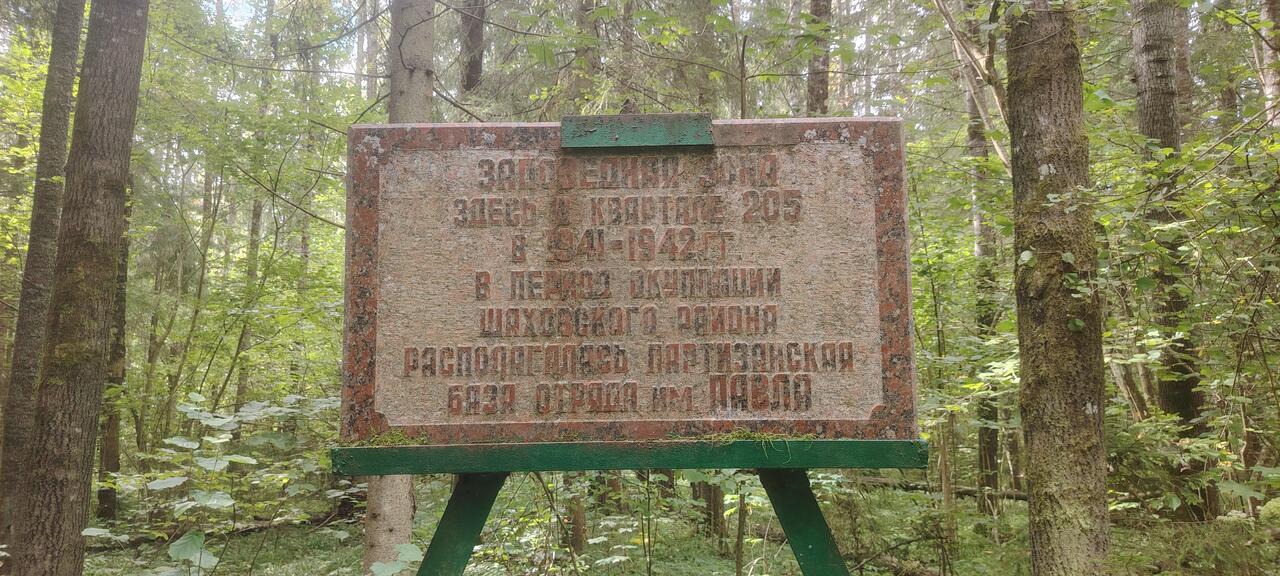 ЗАПОВЕДНАЯ ЗОНА
ЗДЕСЬ В КВАРТАЛЕ 205
В 1941-1942 ГГ
В ПЕРИОД ОККУПАЦИИ
ШАХОВСКОГО РАЙОНА
РАСПОЛАГАЛАСЬ ПАРТИЗАНСКАЯ
БАЗА ОТРЯДА им. ПАВЛА